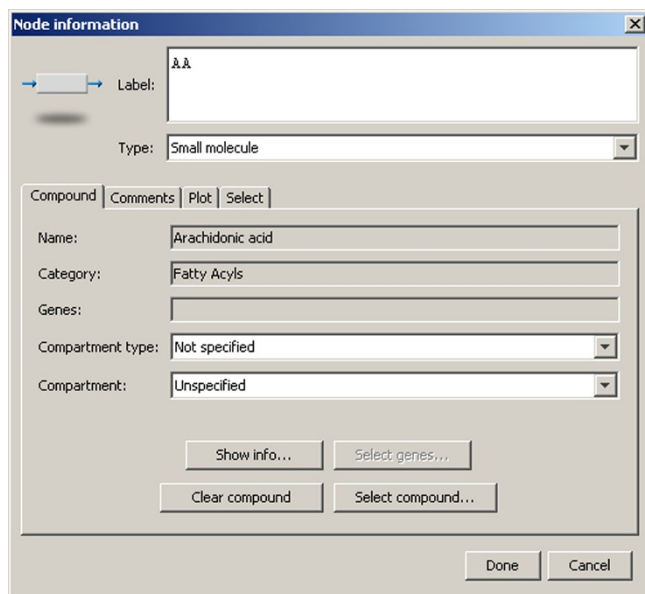 Node information
AA
Label:
Type: Small molecule
Compound Comments Plot Select
Name: Arachidonic acid
Category: Fatty Acyls
Genes:
Compartment type: Not specified
Compartment: Unspecified
Show info... Select genes...
Clear compound Select compound...
Done Cancel